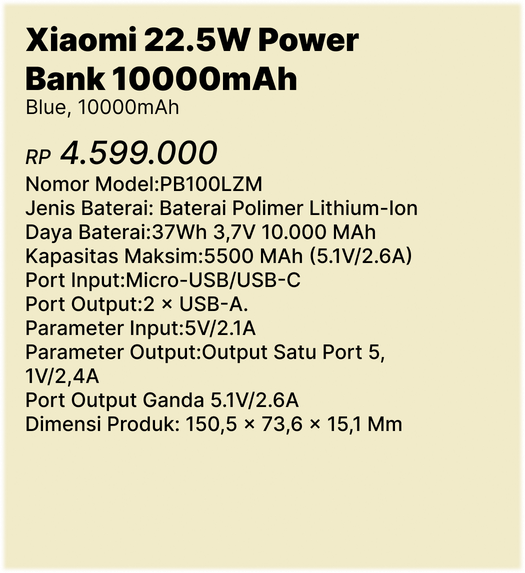 Xiaomi 22.5W Power
Bank 10000mAh
Blue, 10000mAh
RP 4.599.000
Nomor Model:PB100LZM
Jenis Baterai: Baterai Polimer Lithium-Ion
Daya Baterai:37Wh 3,7V 10.000 MAh
Kapasitas Maksim:5500 MAh (5.1V/2.6A)
Port Input:Micro-USB/USB-C
Port Output:2 × USB-A.
Parameter Input:5V/2.1A
Parameter Output:Output Satu Port 5,
1V/2,4A
Port Output Ganda 5.1V/2.6A
Dimensi Produk: 150,5 × 73,6 × 15,1 Mm